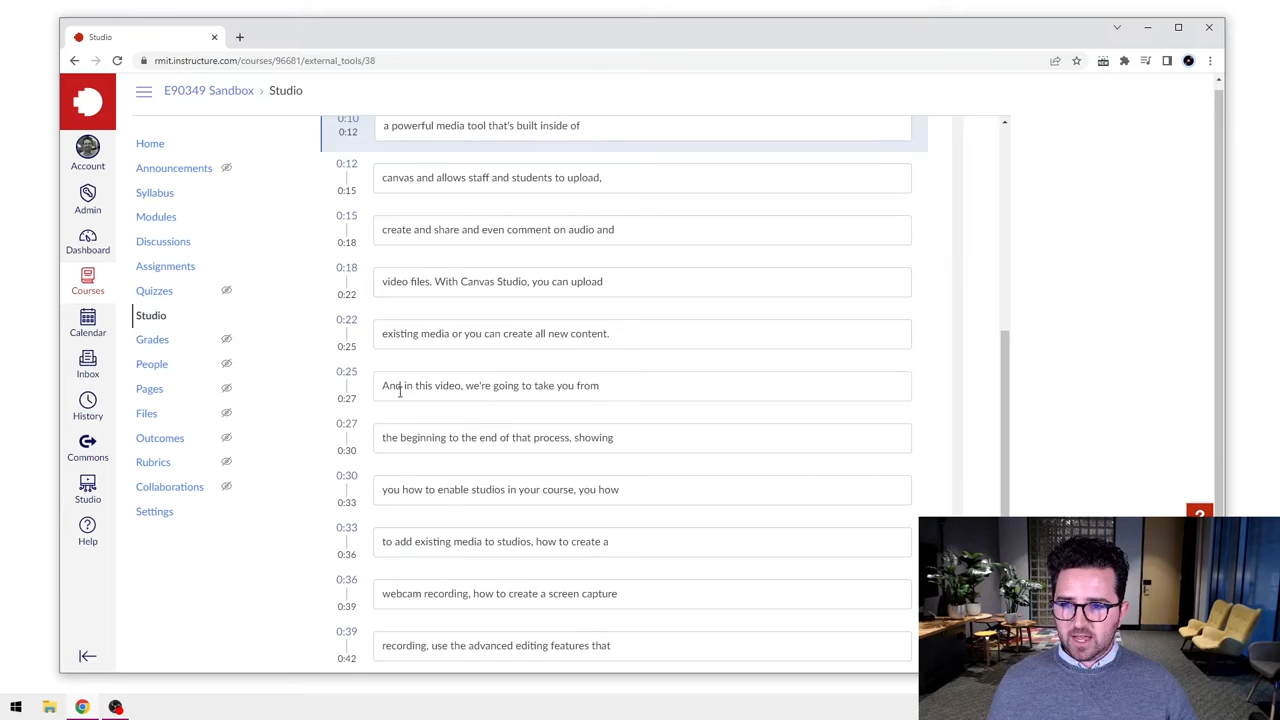 Studio
rmit.instructure.com/courses/96681/external_tools/38
E90349 Sandbox > Studio
Account
Admin
Dashboard
Courses
Calendar
Inbox
History
Commons
Studio
Help
Home
Announcements
Syllabus
Modules
Discussions
Assignments
Quizzes
Studio
Grades
People
Pages
Files
Outcomes
Rubrics
Collaborations
Settings
0:10
0:12
a powerful media tool that's built inside of
0:12
0:15
canvas and allows staff and students to upload,
0:15
0:18
create and share and even comment on audio and
0:18
0:22
video files. With Canvas Studio, you can upload
0:22
0:25
existing media or you can create all new content.
0:25
0:27
And in this video, we're going to take you from
0:27
0:30
the beginning to the end of that process, showing
0:30
0:33
you how to enable studios in your course, you how
0:33
0:36
to add existing media to studios, how to create a
0:36
0:39
webcam recording, how to create a screen capture
0:39
0:42
recording, use the advanced editing features that